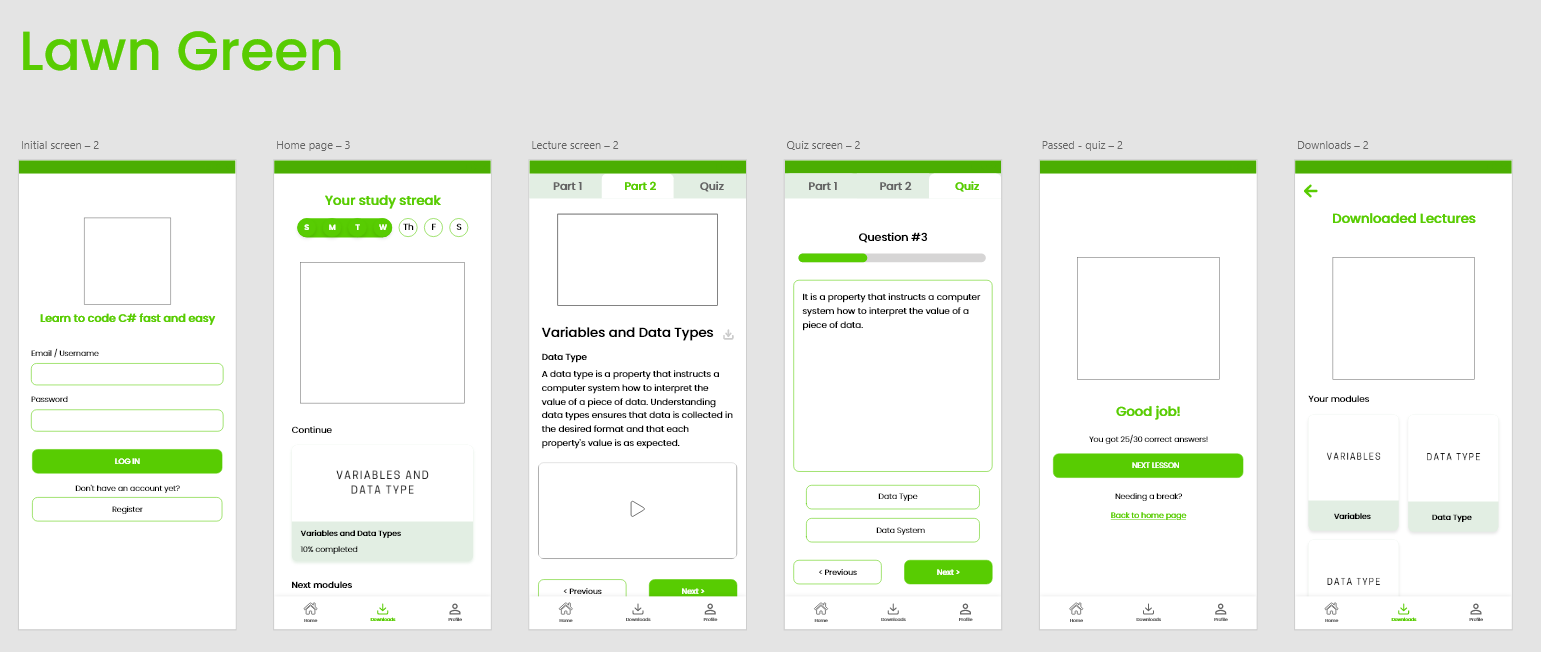 Lawn Green
Initial screen – 2
Learn to code C# fast and easy
Email / Username
Password
LOG IN
Don't have an account yet?
Register
Home page – 3
Your study streak
S M T W Th F S
Continue
VARIABLES AND
DATA TYPE
Variables and Data Types
10% completed
Next modules
Home Downloads Profile
Lecture screen – 2
Part 1 Part 2 Quiz
Variables and Data Types
Data Type
A data type is a property that instructs a
computer system how to interpret the
value of a piece of data. Understanding
data types ensures that data is collected in
the desired format and that each
property's value is as expected.
< Previous Next >
Home Downloads Profile
Quiz screen – 2
Part 1 Part 2 Quiz
Question #3
It is a property that instructs a computer
system how to interpret the value of a
piece of data.
Data Type
Data System
< Previous Next >
Home Downloads Profile
Passed - quiz – 2
Good job!
You got 25/30 correct answers!
NEXT LESSON
Needing a break?
Back to home page
Home Downloads Profile
Downloads – 2
Downloaded Lectures
Your modules
VARIABLES DATA TYPE
Variables Data Type
DATA TYPE
Home Downloads Profile